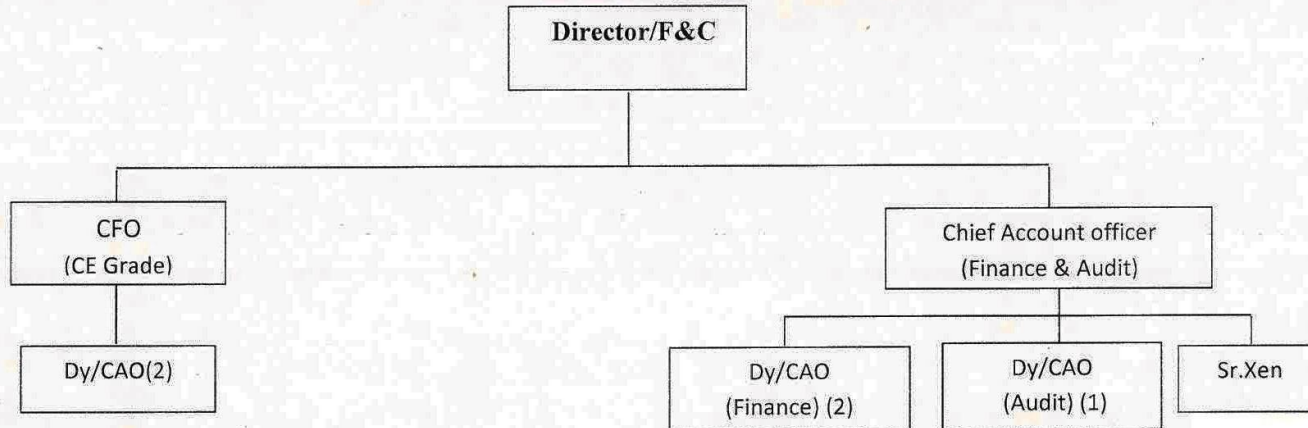 Director/F&C
CFO
(CE Grade)
Chief Account officer
(Finance & Audit)
Dy/CAO(2)
Dy/CAO
(Finance) (2)
Dy/CAO
(Audit) (1)
Sr.Xen